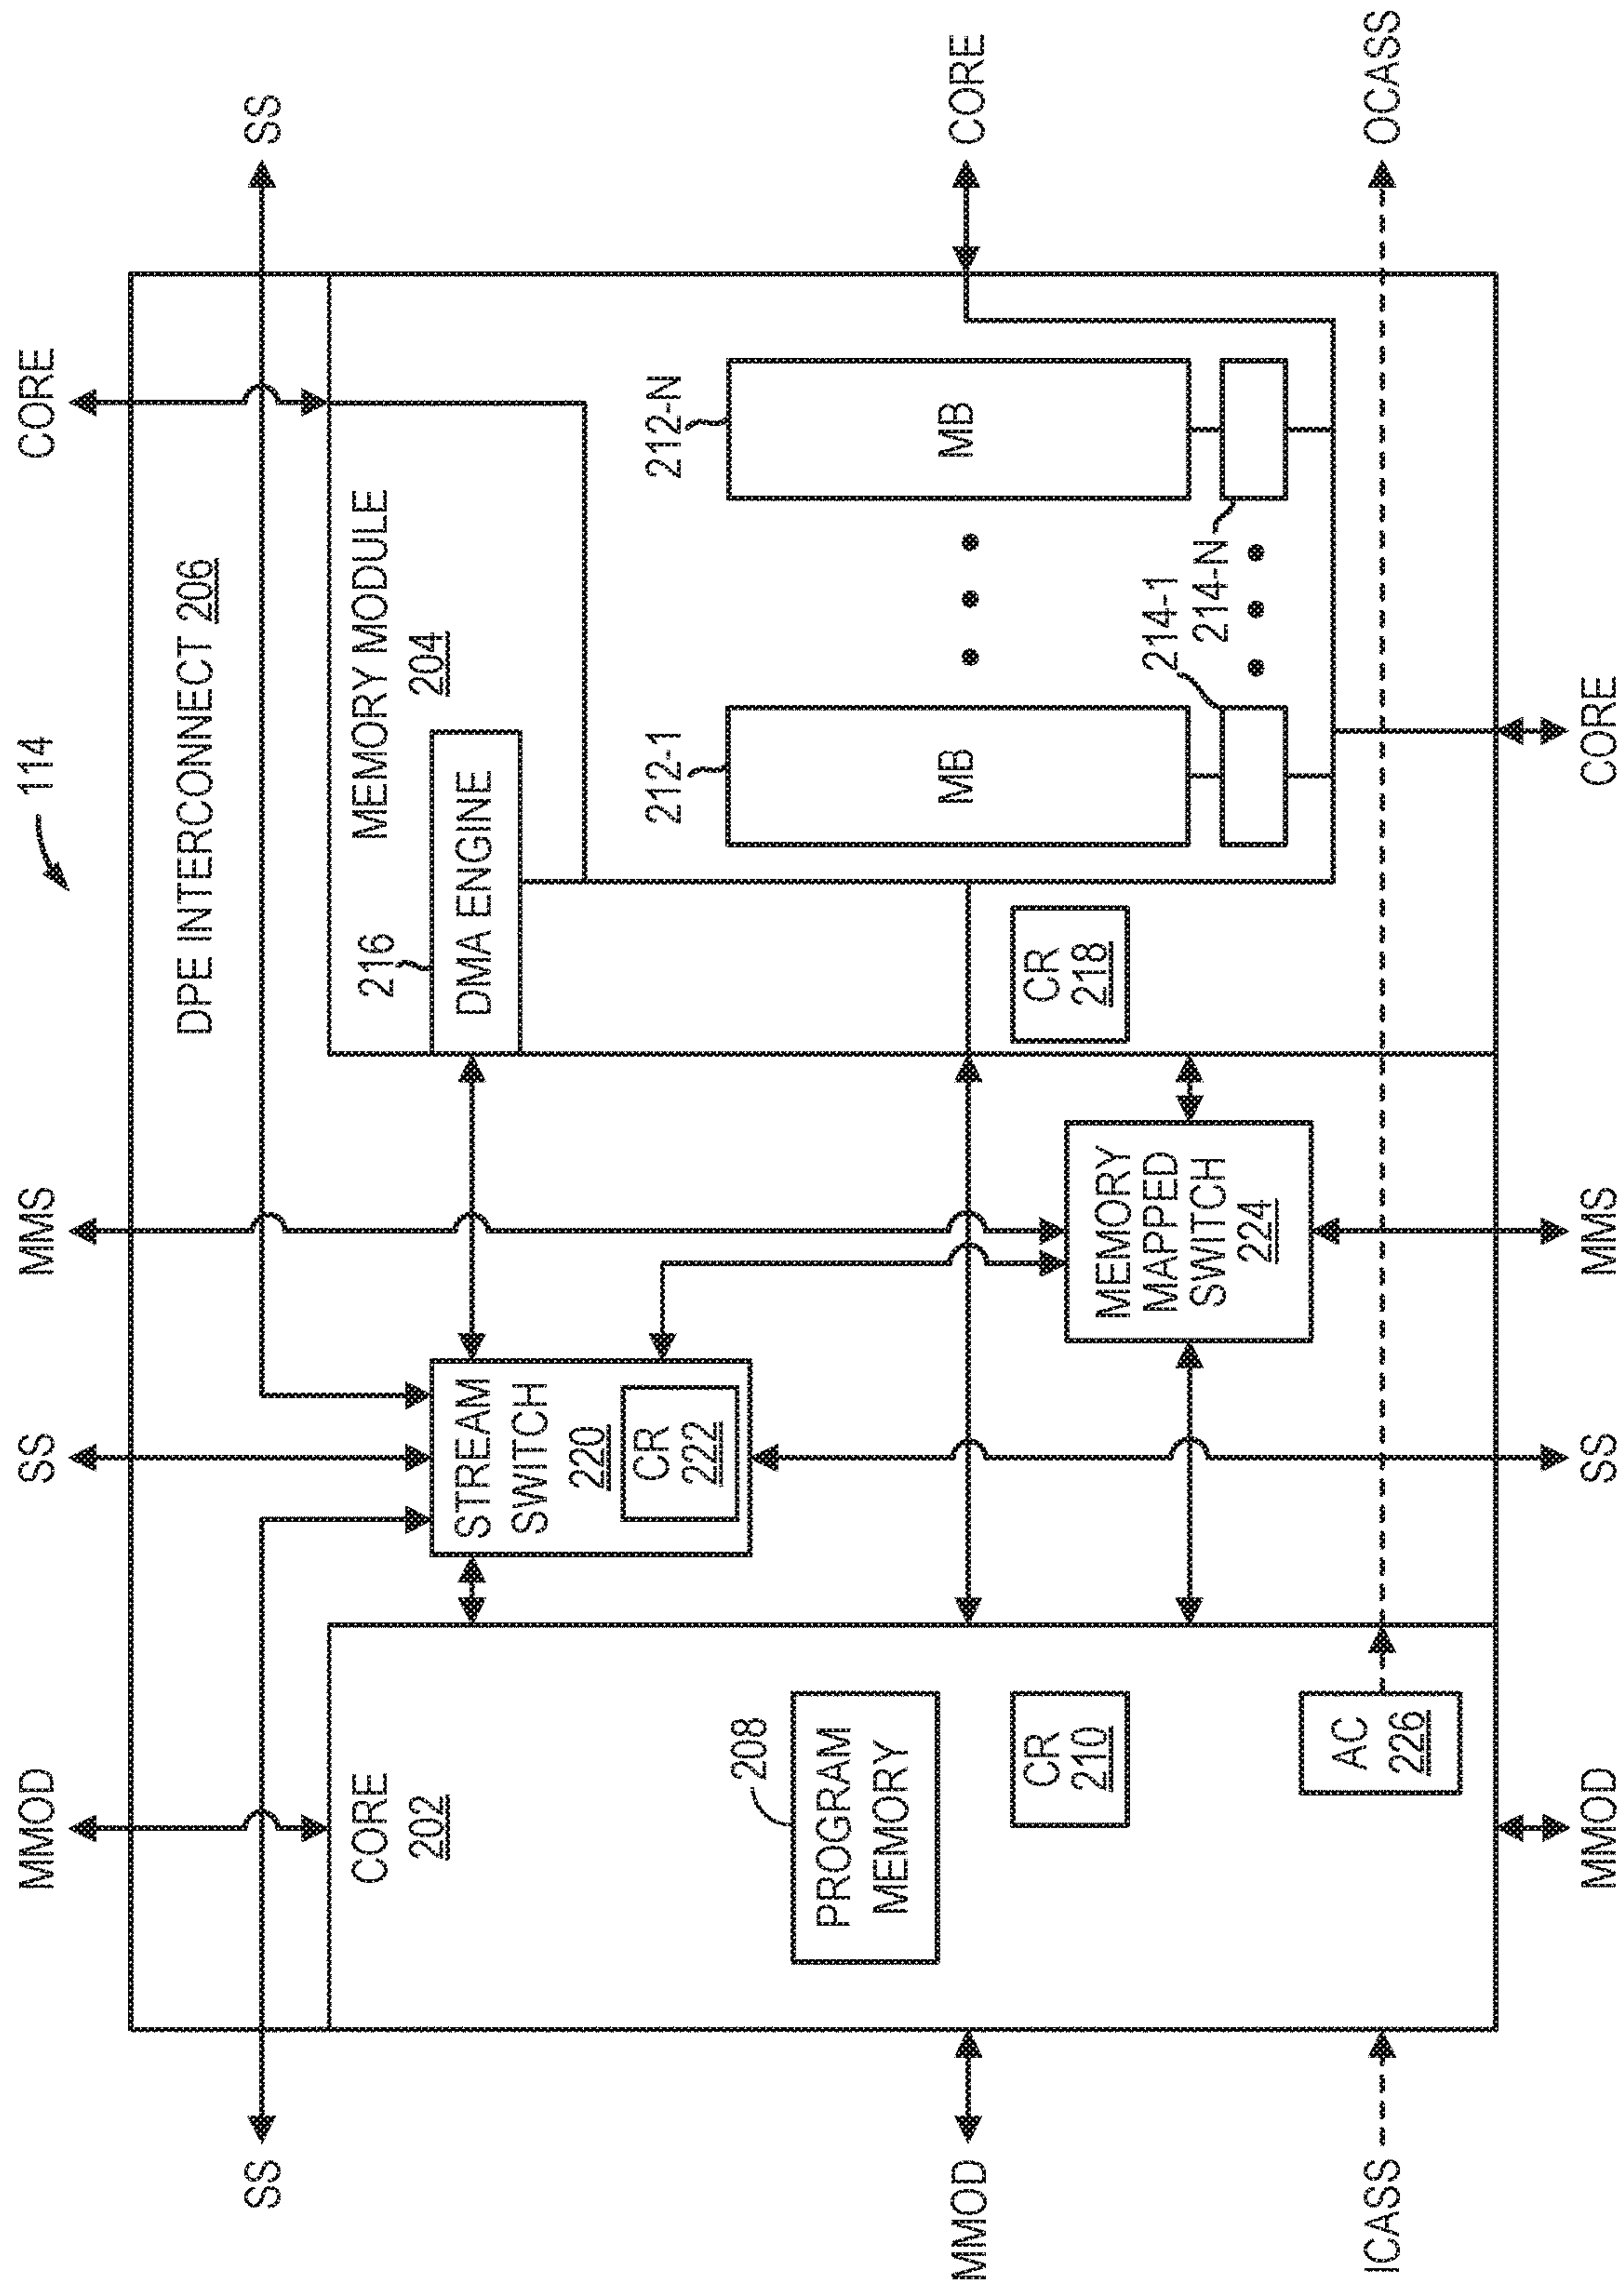 114
MMOD
SS
MMS
CORE
SS
DPE INTERCONNECT 206
SS
CORE
202
MEMORY MODULE
204
216
DMA ENGINE
STREAM
SWITCH
220
CR
222
208
PROGRAM
MEMORY
212-1
212-N
MMOD
MB
MB
CORE
CR
210
CR
218
MEMORY
MAPPED
SWITCH
224
214-1
214-N
ICASS
AC
226
OCASS
MMOD
SS
MMS
CORE